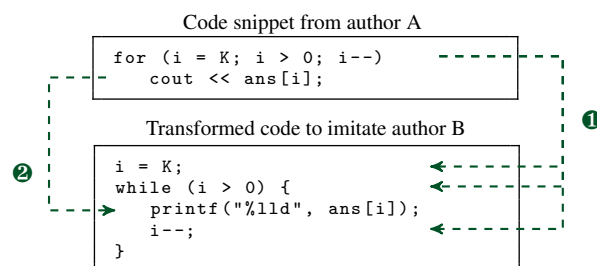 Code snippet from author A
for (i = K; i > 0; i--)
cout << ans[i];
❶
Transformed code to imitate author B
❷
i = K;
while (i > 0) {
printf("%lld", ans[i]);
i--;
}